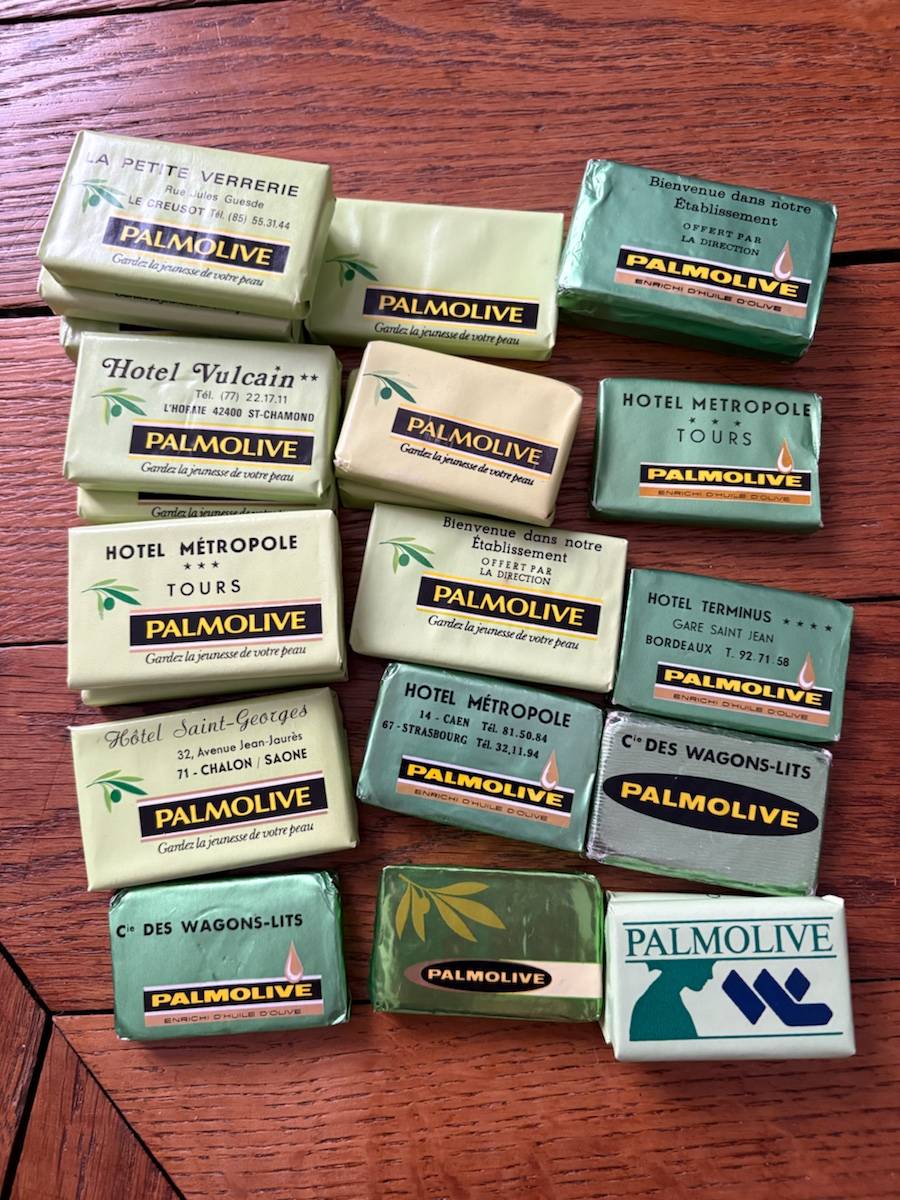 LA PETITE VERRERIE
Rue Jules Guesde
LE CREUSOT Tél. (85) 55.31.44
PALMOLIVE
Gardez la jeunesse de votre peau
Gardez la jeunesse de votre peau
PALMOLIVE
Gardez la jeunesse de votre peau
Bienvenue dans notre
Établissement
OFFERT PAR
LA DIRECTION
PALMOLIVE
ENRICHI D'HUILE D'OLIVE
Hotel Vulcain **
Tél. (77) 22.17.11
L'HORME 42400 ST-CHAMOND
PALMOLIVE
Gardez la jeunesse de votre peau
Gardez la jeunesse de votre peau
PALMOLIVE
Gardez la jeunesse de votre peau
HOTEL METROPOLE
* * *
TOURS
PALMOLIVE
ENRICHI D'HUILE D'OLIVE
HOTEL MÉTROPOLE
* * *
TOURS
PALMOLIVE
Gardez la jeunesse de votre peau
Bienvenue dans notre
Établissement
OFFERT PAR
LA DIRECTION
PALMOLIVE
Gardez la jeunesse de votre peau
HOTEL TERMINUS * * * *
GARE SAINT JEAN
BORDEAUX T. 92.71.58
PALMOLIVE
ENRICHI D'HUILE D'OLIVE
Hôtel Saint-Georges
32, Avenue Jean-Jaurès
71 - CHALON / SAONE
PALMOLIVE
Gardez la jeunesse de votre peau
HOTEL MÉTROPOLE
14 - CAEN Tél. 81.50.84
67 - STRASBOURG Tél. 32,11.94
PALMOLIVE
ENRICHI D'HUILE D'OLIVE
Cie DES WAGONS-LITS
PALMOLIVE
Cie DES WAGONS-LITS
PALMOLIVE
ENRICHI D'HUILE D'OLIVE
PALMOLIVE
PALMOLIVE